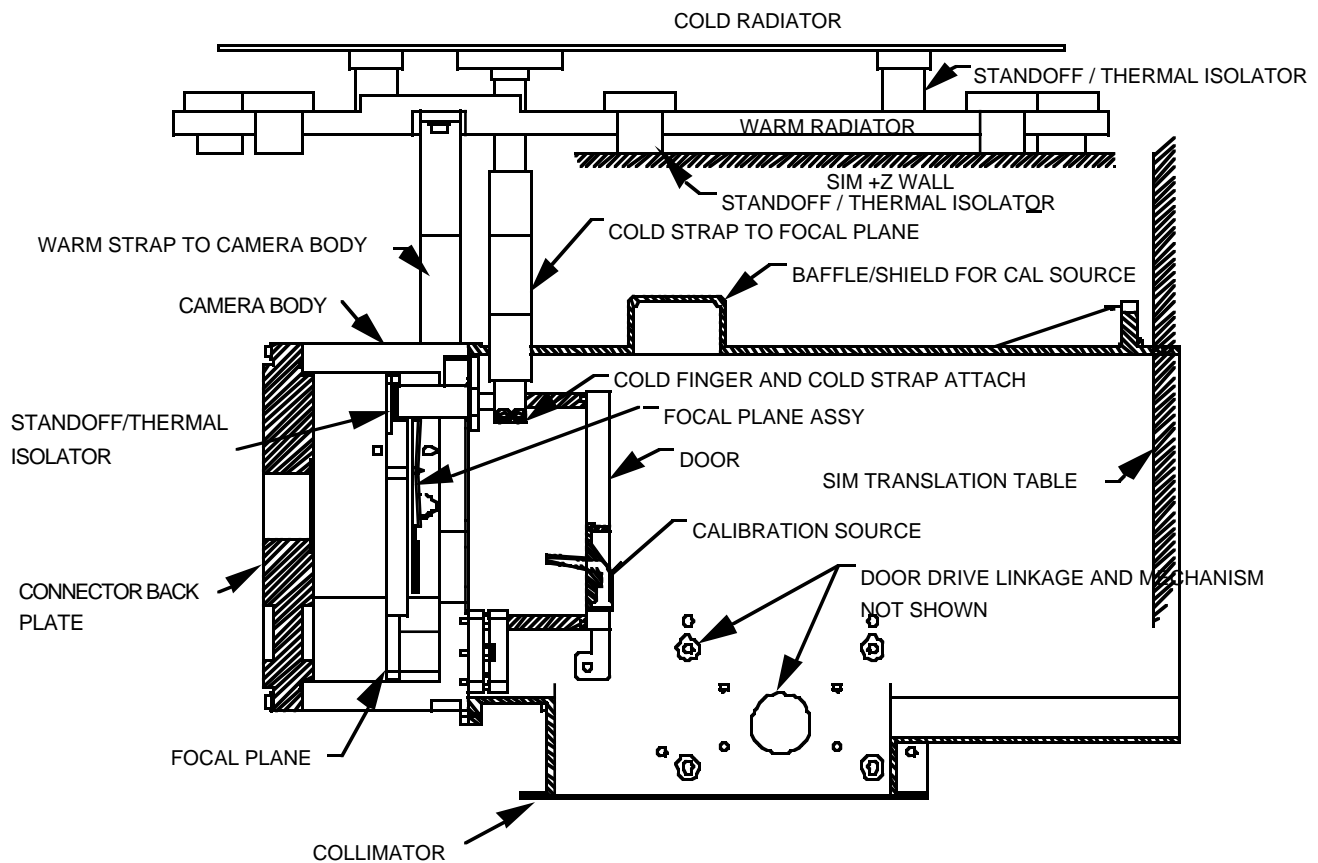 COLD RADIATOR
STANDOFF / THERMAL ISOLATOR
WARM RADIATOR
SIM +Z WALL
STANDOFF / THERMAL ISOLATOR
WARM STRAP TO CAMERA BODY
COLD STRAP TO FOCAL PLANE
BAFFLE/SHIELD FOR CAL SOURCE
CAMERA BODY
COLD FINGER AND COLD STRAP ATTACH
STANDOFF/THERMAL
ISOLATOR
FOCAL PLANE ASSY
DOOR
SIM TRANSLATION TABLE
CALIBRATION SOURCE
CONNECTOR BACK
PLATE
DOOR DRIVE LINKAGE AND MECHANISM
NOT SHOWN
FOCAL PLANE
COLLIMATOR